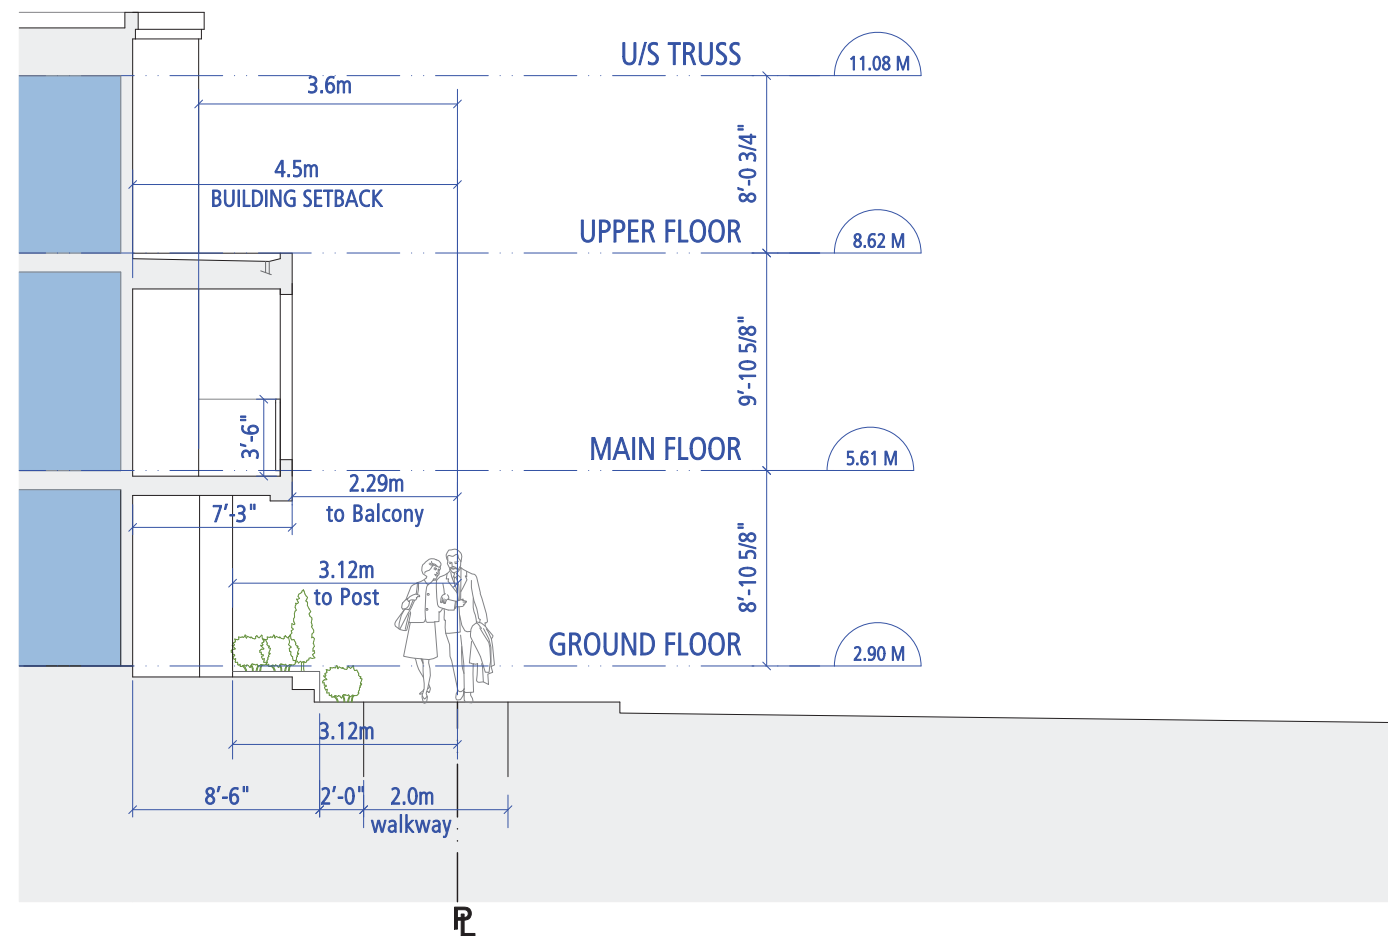 U/S TRUSS
11.08 M
3.6m
8’-0 3/4"
4.5m
BUILDING SETBACK
UPPER FLOOR
8.62 M
9’-10 5/8"
3’-6"
MAIN FLOOR
5.61 M
2.29m
to Balcony
7’-3"
8’-10 5/8"
3.12m
to Post
GROUND FLOOR
2.90 M
3.12m
8’-6"
2’-0"
2.0m
walkway
PL